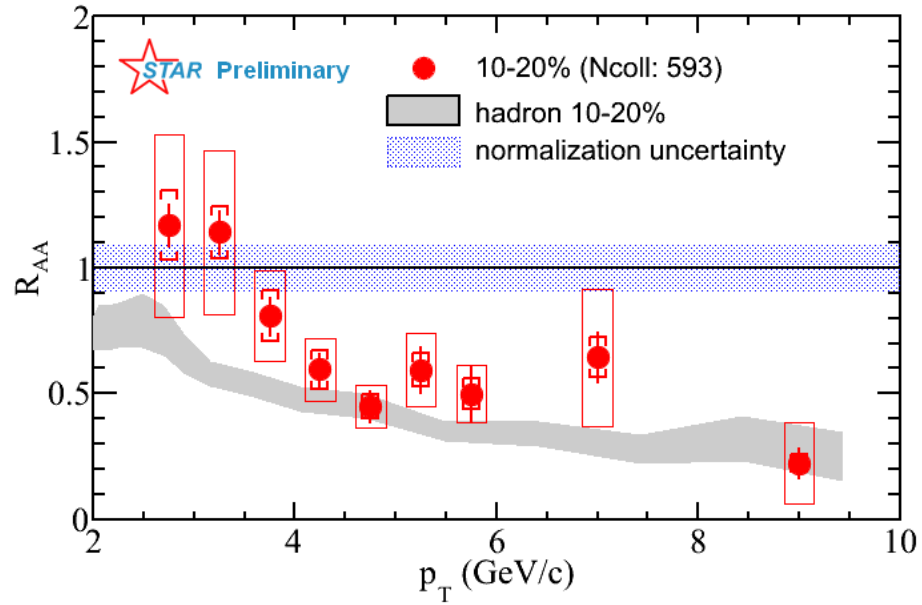 2
1.5
1
0.5
0
R_AA
STAR Preliminary
10-20% (Ncoll: 593)
hadron 10-20%
normalization uncertainty
2 4 6 8 10
p_T (GeV/c)